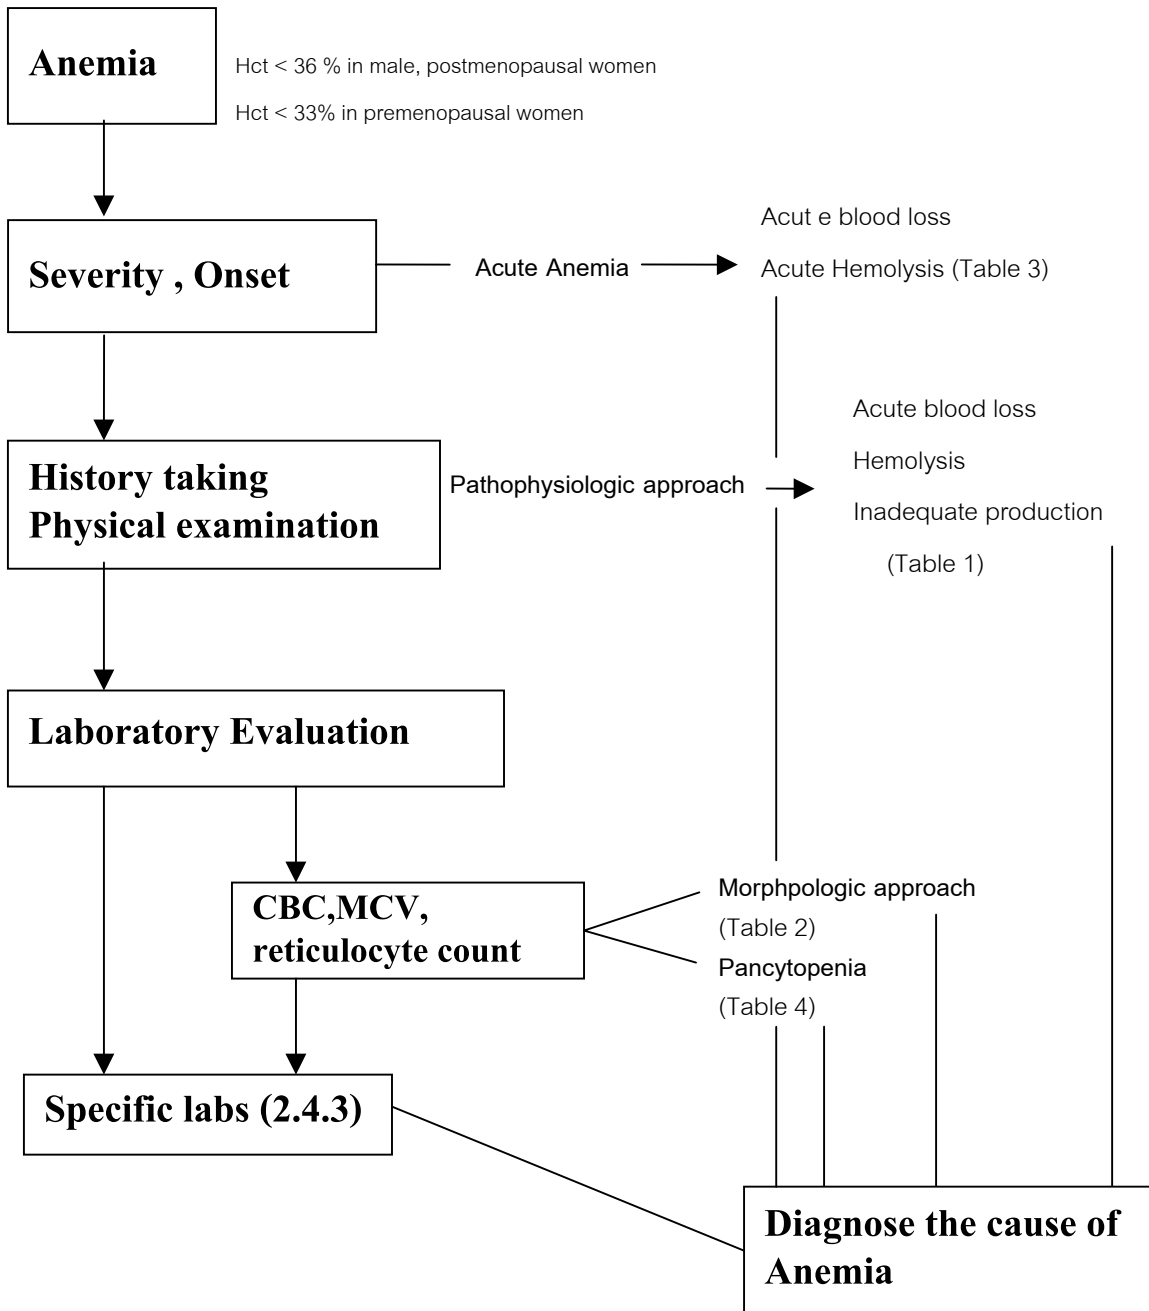 Anemia
Hct < 36 % in male, postmenopausal women
Hct < 33% in premenopausal women
Severity , Onset
Acute Anemia
Acut e blood loss
Acute Hemolysis (Table 3)
History taking
Physical examination
Pathophysiologic approach
Acute blood loss
Hemolysis
Inadequate production
(Table 1)
Laboratory Evaluation
CBC,MCV,
reticulocyte count
Morphpologic approach
(Table 2)
Pancytopenia
(Table 4)
Specific labs (2.4.3)
Diagnose the cause of
Anemia